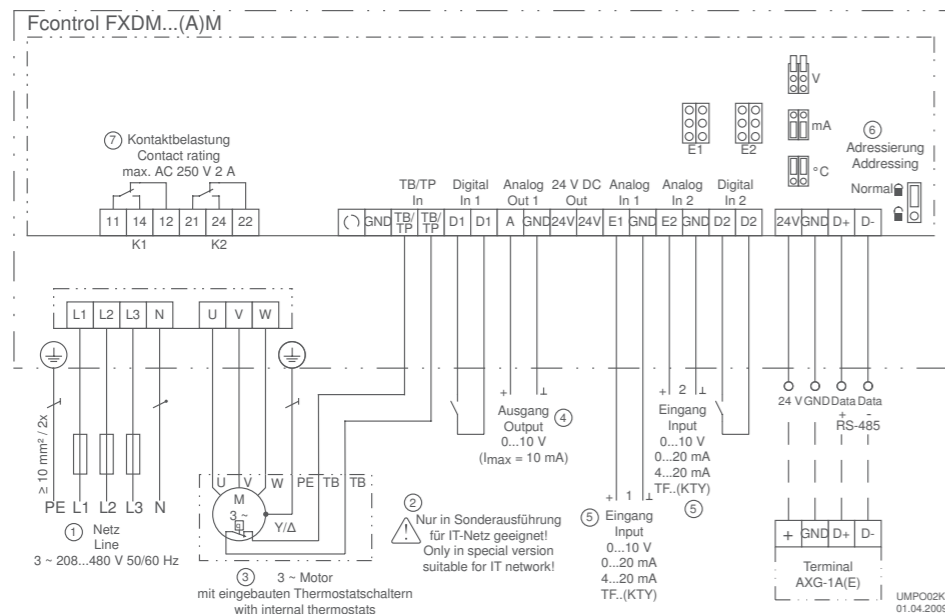 Fcontrol FXDM...(A)M
7 Kontaktbelastung
Contact rating
max. AC 250 V 2 A
11 14 12 21 24 22
K1 K2
E1 E2
V
mA
°C
6
Adressierung
Addressing
Normal
TB/TP In
Digital In 1
Analog Out 1
24 V DC Out
Analog In 1
Analog In 2
Digital In 2
GND TB/TP TB/TP D1 D1 A GND 24V 24V E1 GND E2 GND D2 D2 24V GND D+ D-
L1 L2 L3 N U V W
≥ 10 mm² / 2x
PE L1 L2 L3 N
1 Netz
Line
3 ~ 208...480 V 50/60 Hz
U V W PE TB TB
M
3 ~
Y/Δ
3 3 ~ Motor
mit eingebauten Thermostatschaltern
with internal thermostats
2
Nur in Sonderausführung
für IT-Netz geeignet!
Only in special version
suitable for IT network!
+ ⊥
Ausgang 4
Output
0...10 V
(Imax = 10 mA)
+ 1 ⊥
5 Eingang
Input
0...10 V
0...20 mA
4...20 mA
TF..(KTY)
+ 2 ⊥
Eingang
Input
0...10 V
0...20 mA
4...20 mA
TF..(KTY)
5
24 V GND Data Data
+ -
RS-485
+ GND D+ D-
Terminal
AXG-1A(E)
UMPO02K
01.04.2009